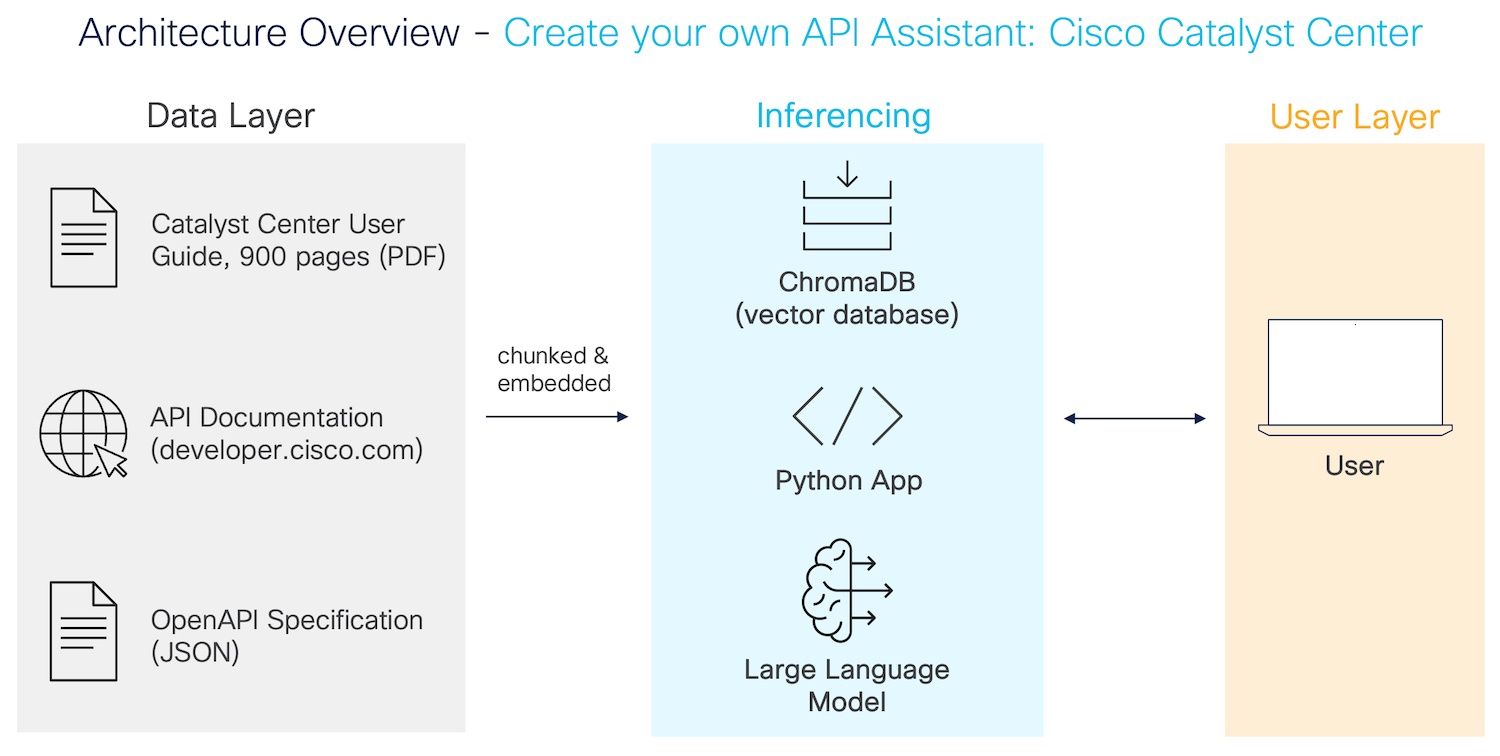 Architecture Overview - Create your own API Assistant: Cisco Catalyst Center
Data Layer
Catalyst Center User
Guide, 900 pages (PDF)
API Documentation
(developer.cisco.com)
OpenAPI Specification
(JSON)
chunked &
embedded
Inferencing
ChromaDB
(vector database)
Python App
Large Language
Model
User Layer
User